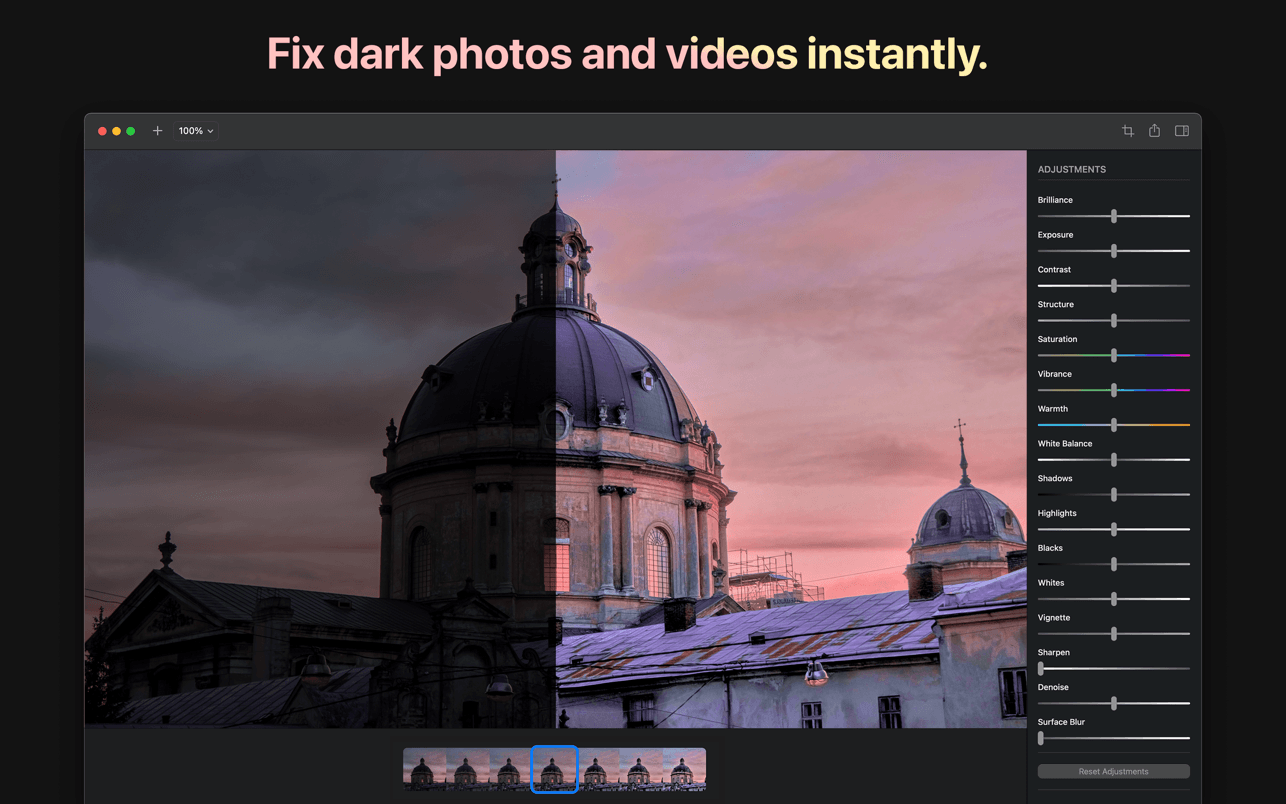 Fix dark photos and videos instantly.
100%
ADJUSTMENTS
Brilliance
Exposure
Contrast
Structure
Saturation
Vibrance
Warmth
White Balance
Shadows
Highlights
Blacks
Whites
Vignette
Sharpen
Denoise
Surface Blur
Reset Adjustments